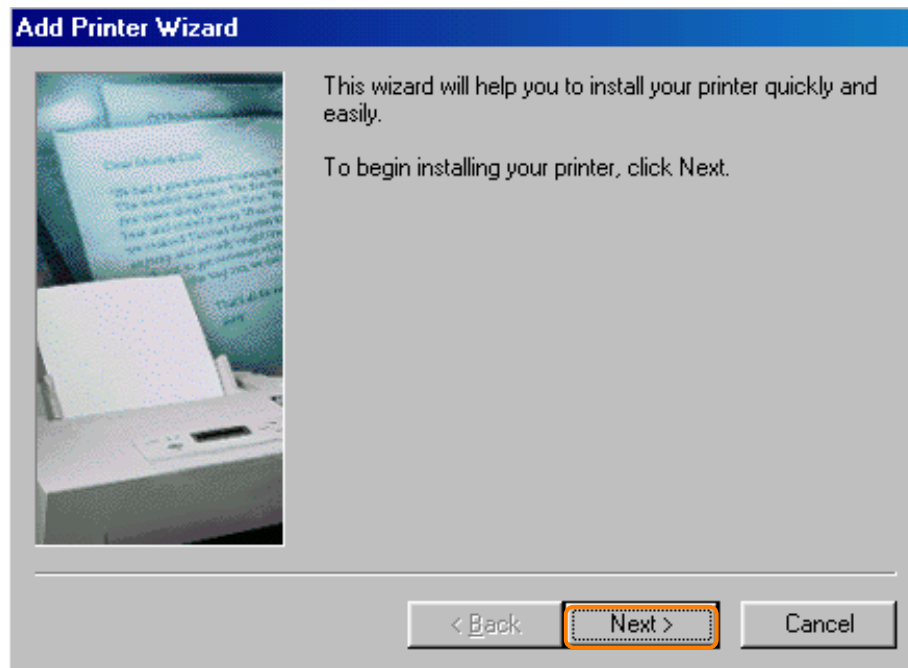 Add Printer Wizard
This wizard will help you to install your printer quickly and
easily.
To begin installing your printer, click Next.
< Back
Next >
Cancel